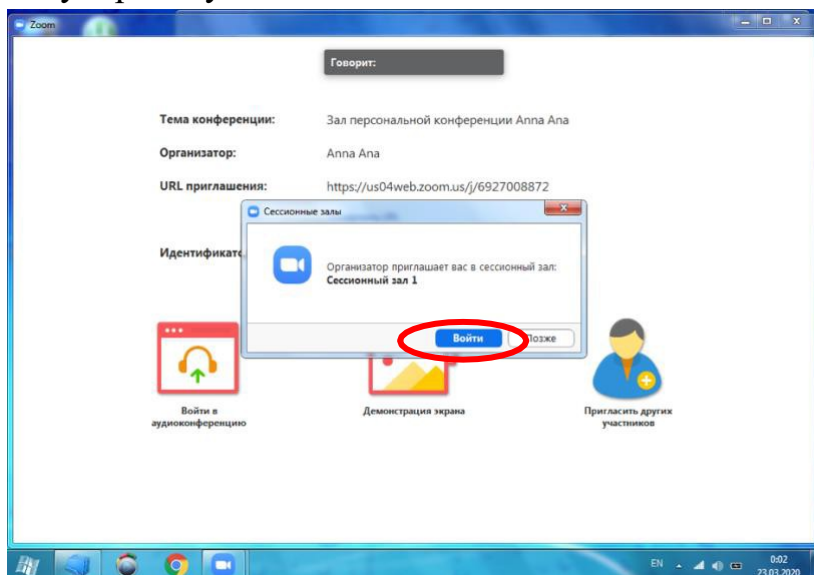 Zoom
Говорит:
Тема конференции: Зал персональной конференции Anna Ana
Организатор: Anna Ana
URL приглашения: https://us04web.zoom.us/j/6927008872
Сессионные залы
Организатор приглашает вас в сессионный зал:
Сессионный зал 1
Войти
Войти в
аудиоконференцию
Демонстрация экрана
Пригласить других
участников
EN
0:02
23.03.2020